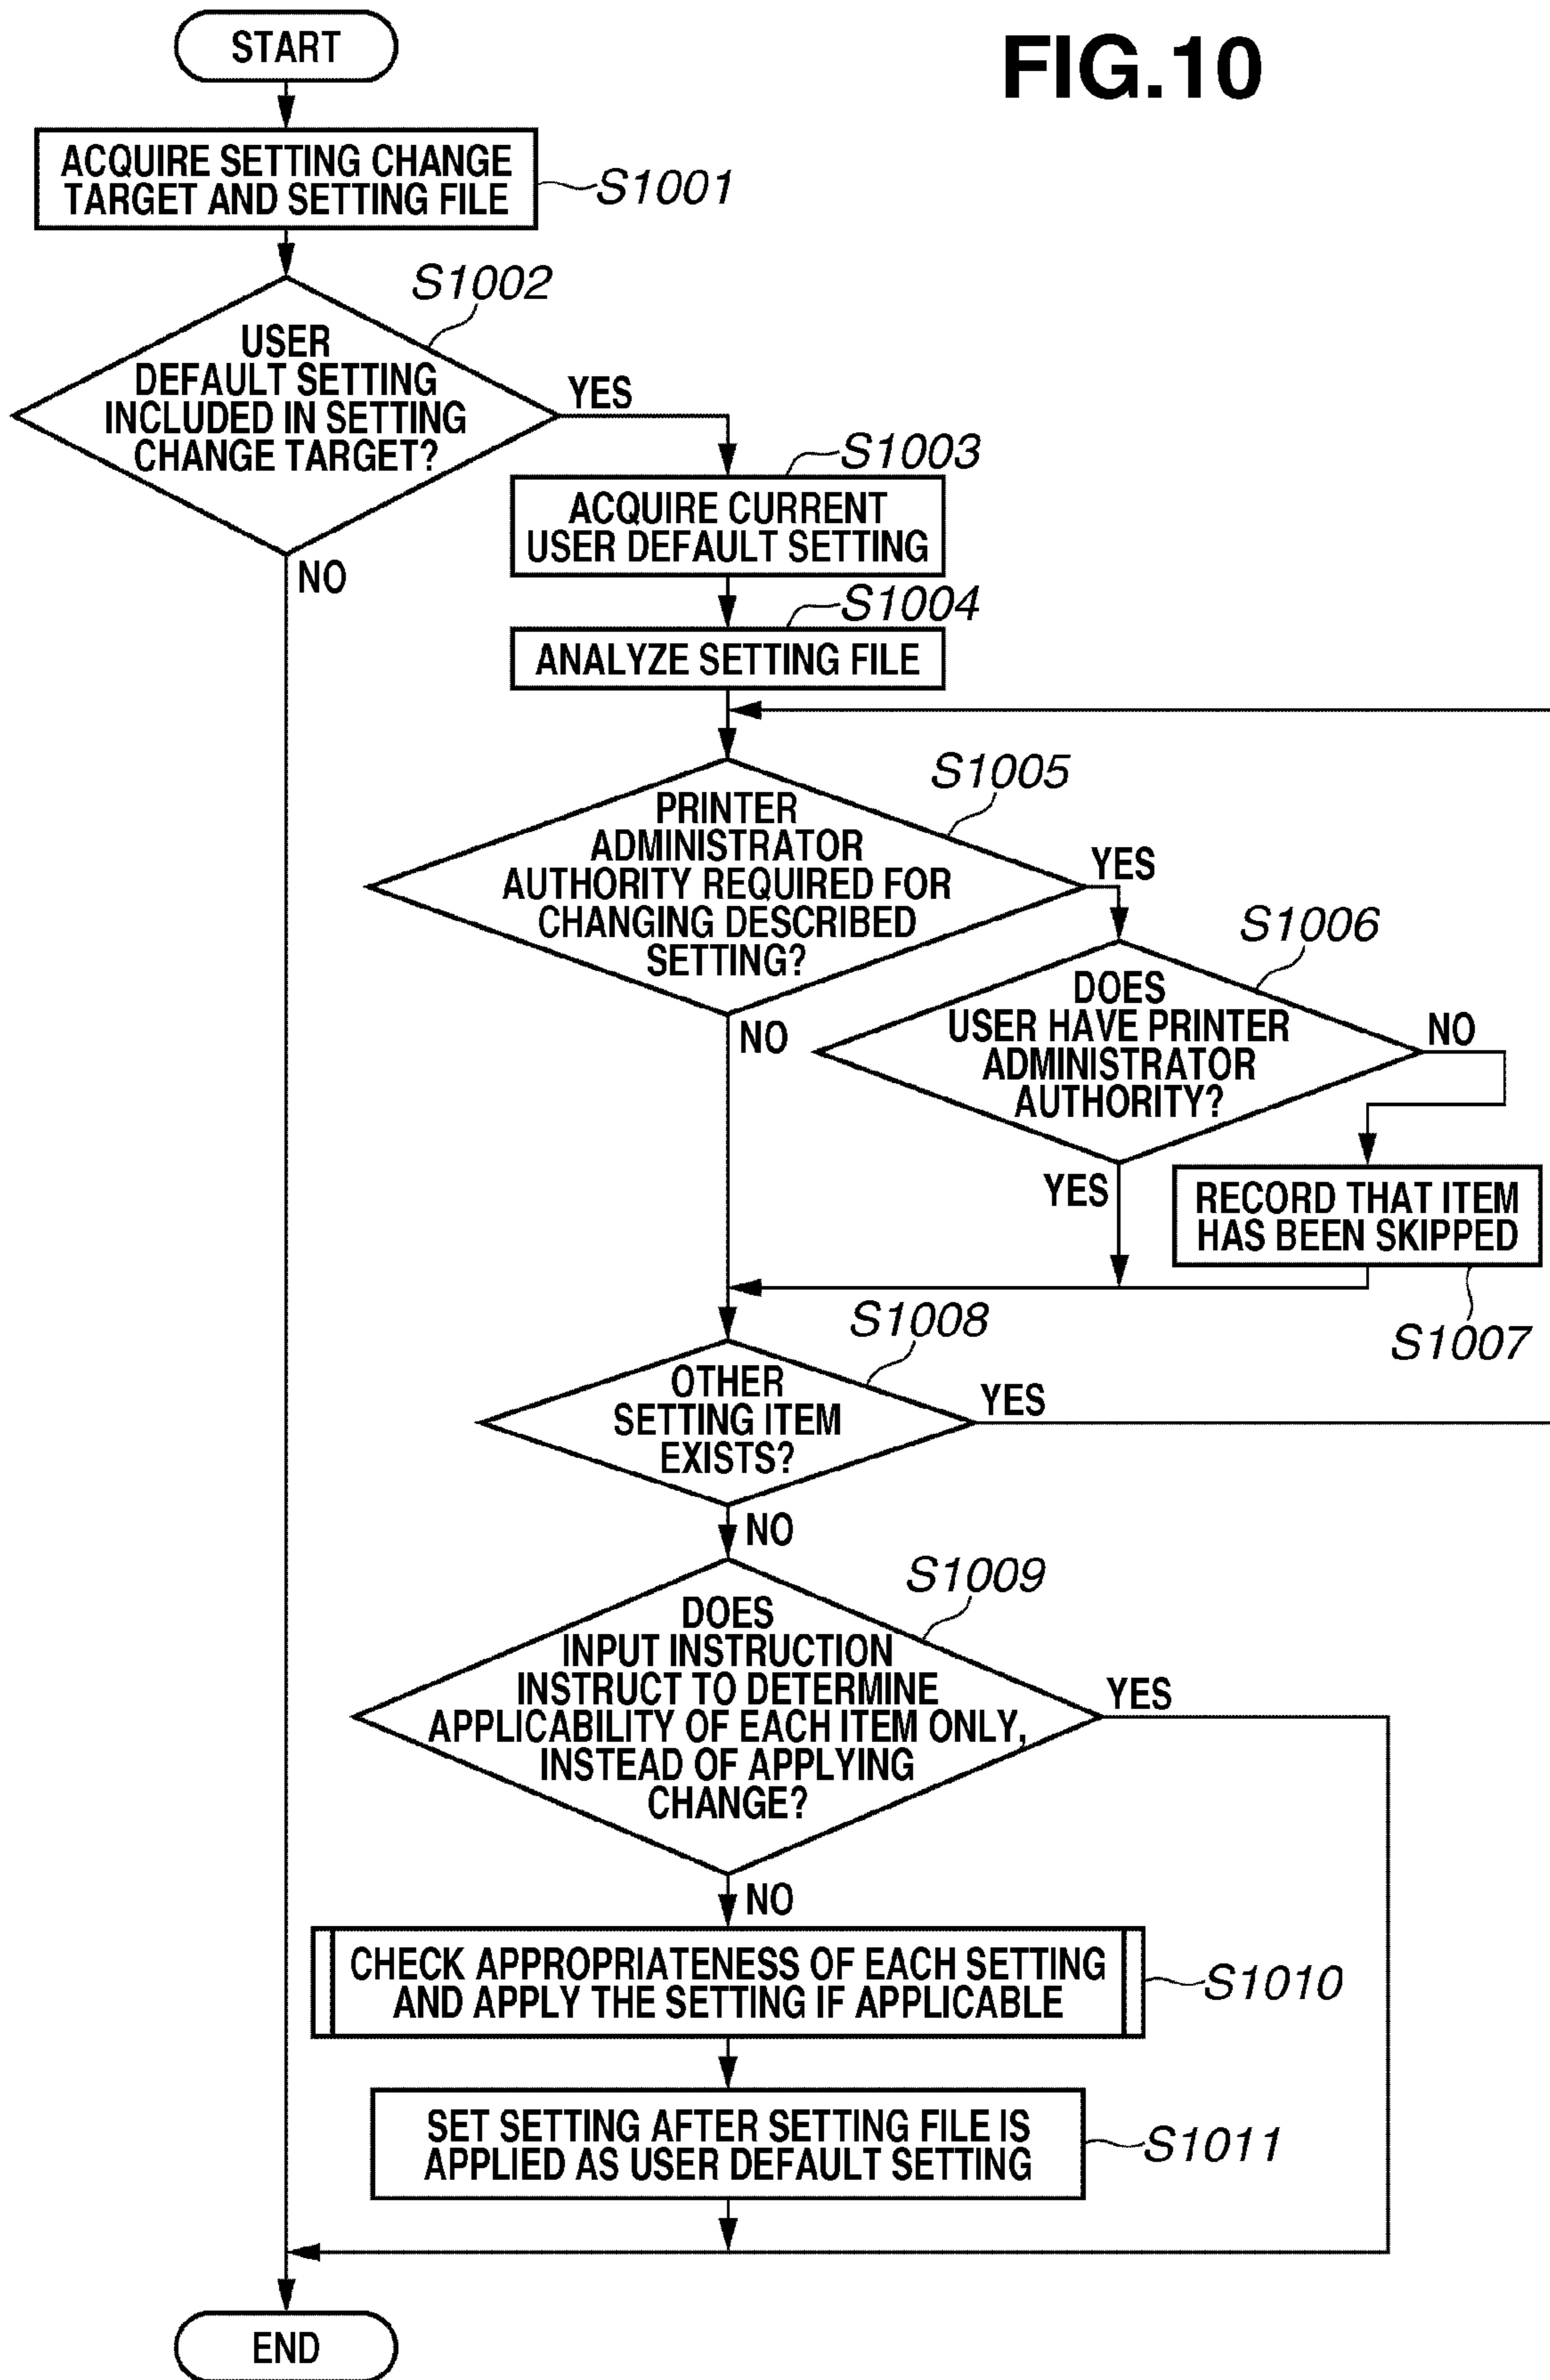 FIG.10
START
ACQUIRE SETTING CHANGE
TARGET AND SETTING FILE
S1001
S1002
USER
DEFAULT SETTING
INCLUDED IN SETTING
CHANGE TARGET?
YES
NO
S1003
ACQUIRE CURRENT
USER DEFAULT SETTING
S1004
ANALYZE SETTING FILE
S1005
PRINTER
ADMINISTRATOR
AUTHORITY REQUIRED FOR
CHANGING DESCRIBED
SETTING?
YES
NO
S1006
DOES
USER HAVE PRINTER
ADMINISTRATOR
AUTHORITY?
NO
YES
RECORD THAT ITEM
HAS BEEN SKIPPED
S1007
S1008
OTHER
SETTING ITEM
EXISTS?
YES
NO
S1009
DOES
INPUT INSTRUCTION
INSTRUCT TO DETERMINE
APPLICABILITY OF EACH ITEM ONLY,
INSTEAD OF APPLYING
CHANGE?
YES
NO
CHECK APPROPRIATENESS OF EACH SETTING
AND APPLY THE SETTING IF APPLICABLE
S1010
SET SETTING AFTER SETTING FILE IS
APPLIED AS USER DEFAULT SETTING
S1011
END